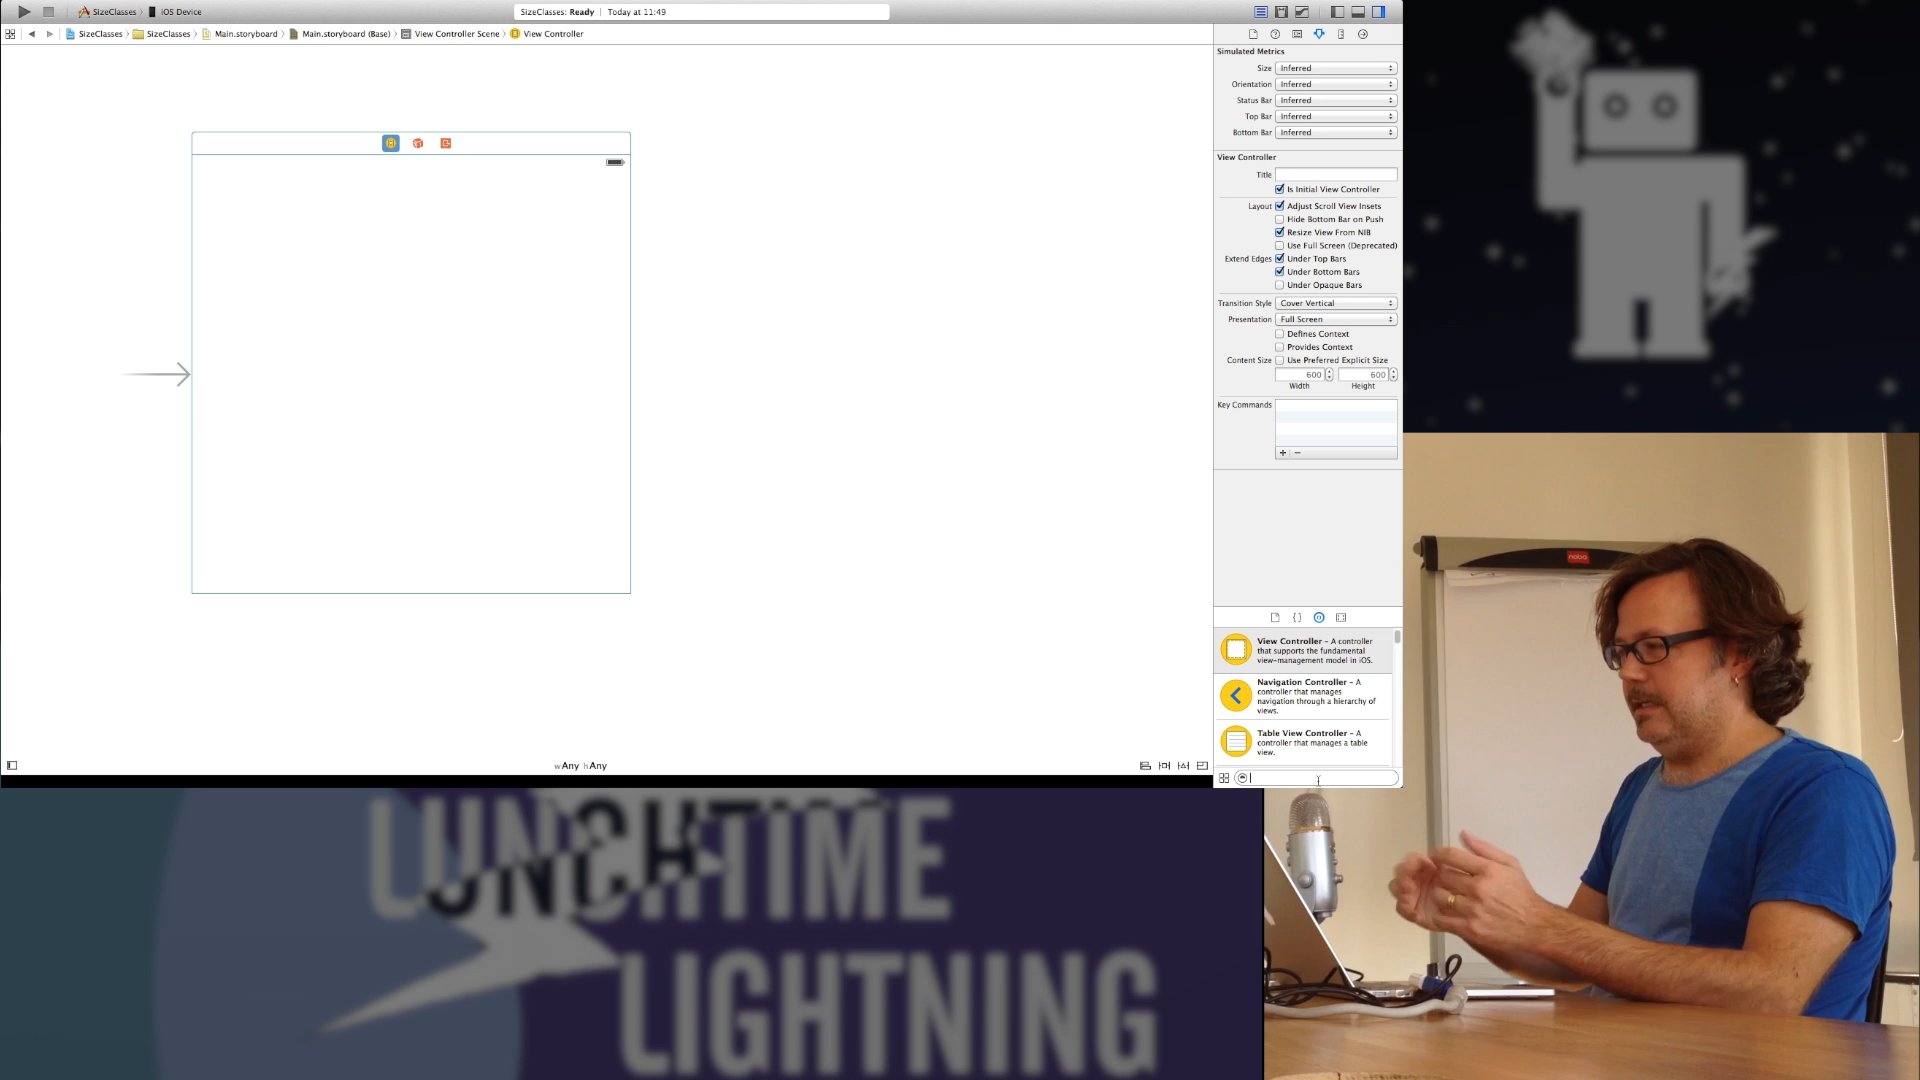 SizeClasses iOS Device
SizeClasses: Ready Today at 11:49
SizeClasses SizeClasses Main.storyboard Main.storyboard (Base) View Controller Scene View Controller
Simulated Metrics
Size Inferred
Orientation Inferred
Status Bar Inferred
Top Bar Inferred
Bottom Bar Inferred
View Controller
Title
Is Initial View Controller
Layout Adjust Scroll View Insets
Hide Bottom Bar on Push
Resize View From NIB
Use Full Screen (Deprecated)
Extend Edges Under Top Bars
Under Bottom Bars
Under Opaque Bars
Transition Style Cover Vertical
Presentation Full Screen
Defines Context
Provides Context
Content Size Use Preferred Explicit Size
600 600
Width Height
Key Commands
+ −
{ }
View Controller - A controller
that supports the fundamental
view-management model in iOS.
Navigation Controller - A
controller that manages
navigation through a hierarchy of
views.
Table View Controller - A
controller that manages a table
view.
wAny hAny
nobo
LUNCHTIME
LIGHTNING